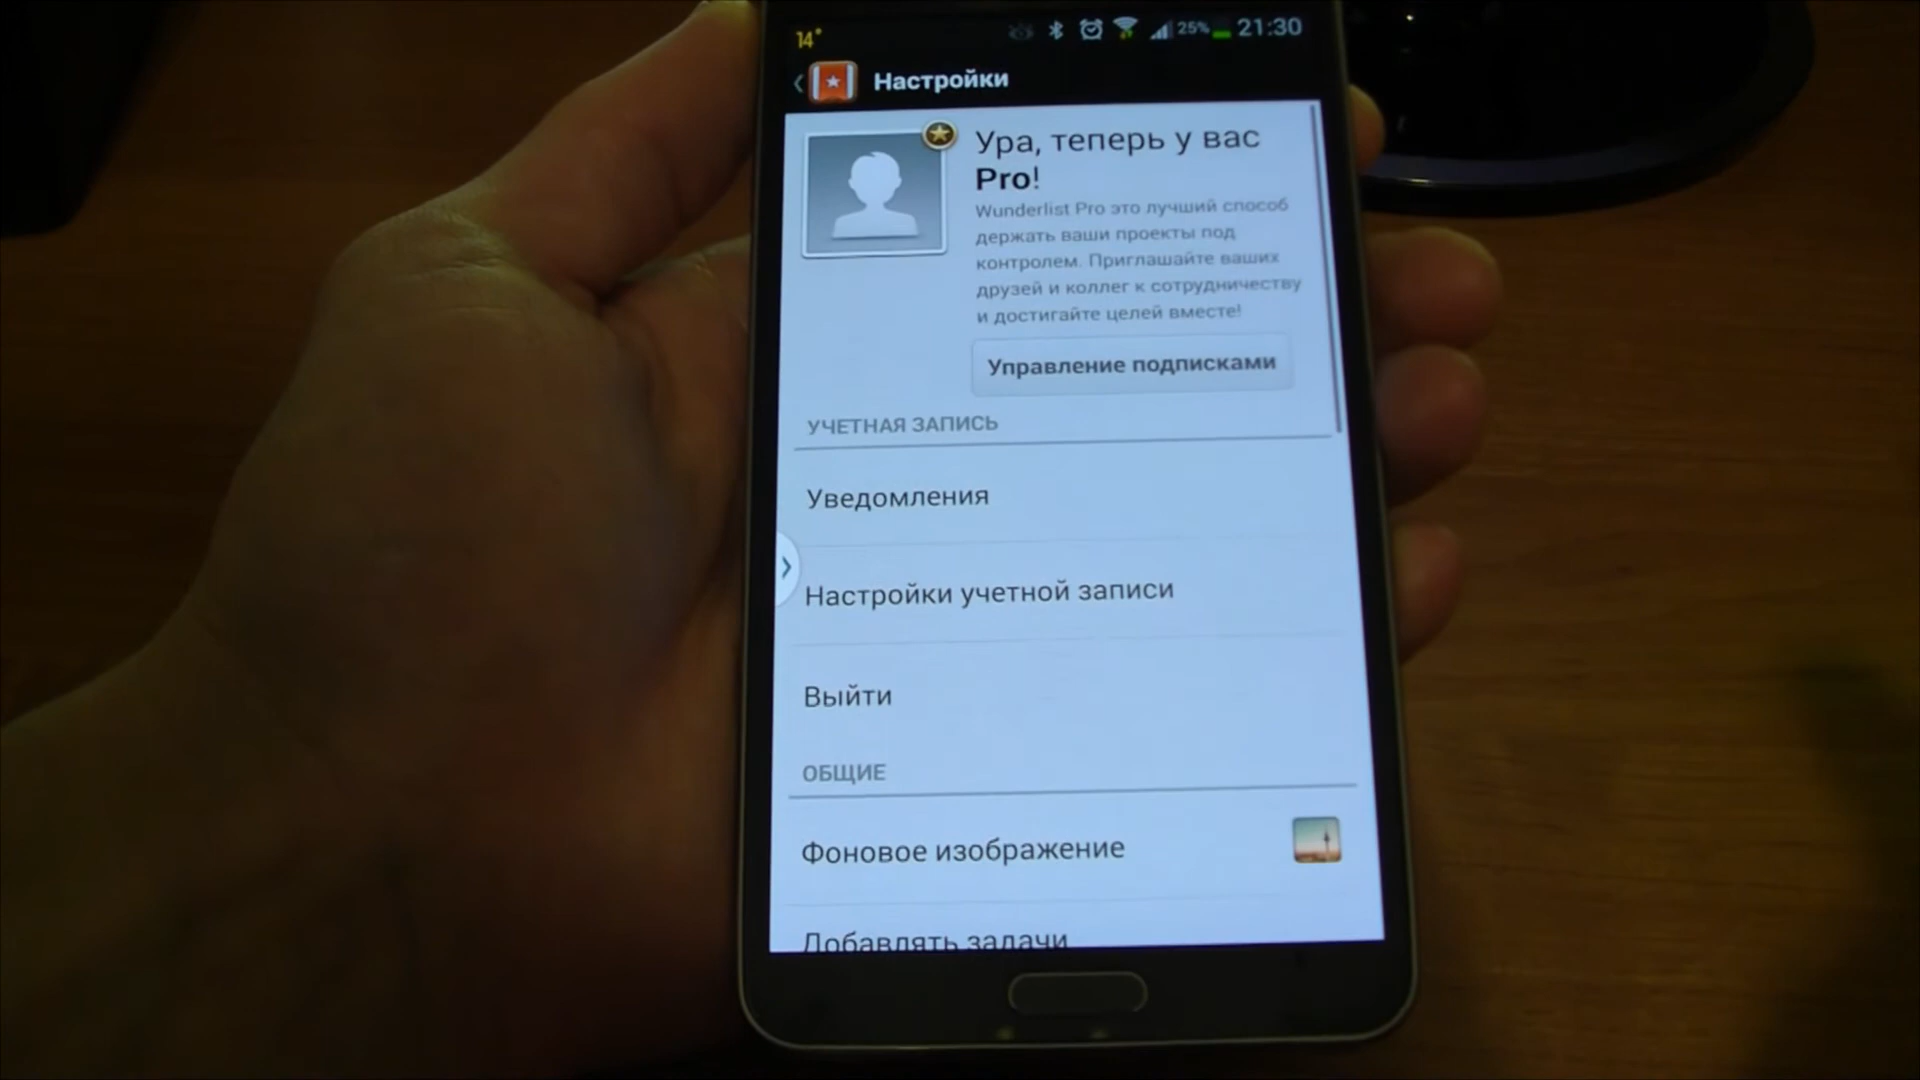 14°
25%
21:30
Настройки
Ура, теперь у вас
Pro!
Wunderlist Pro это лучший способ
держать ваши проекты под
контролем. Приглашайте ваших
друзей и коллег к сотрудничеству
и достигайте целей вместе!
Управление подписками
УЧЕТНАЯ ЗАПИСЬ
Уведомления
Настройки учетной записи
Выйти
ОБЩИЕ
Фоновое изображение
Добавлять задачи